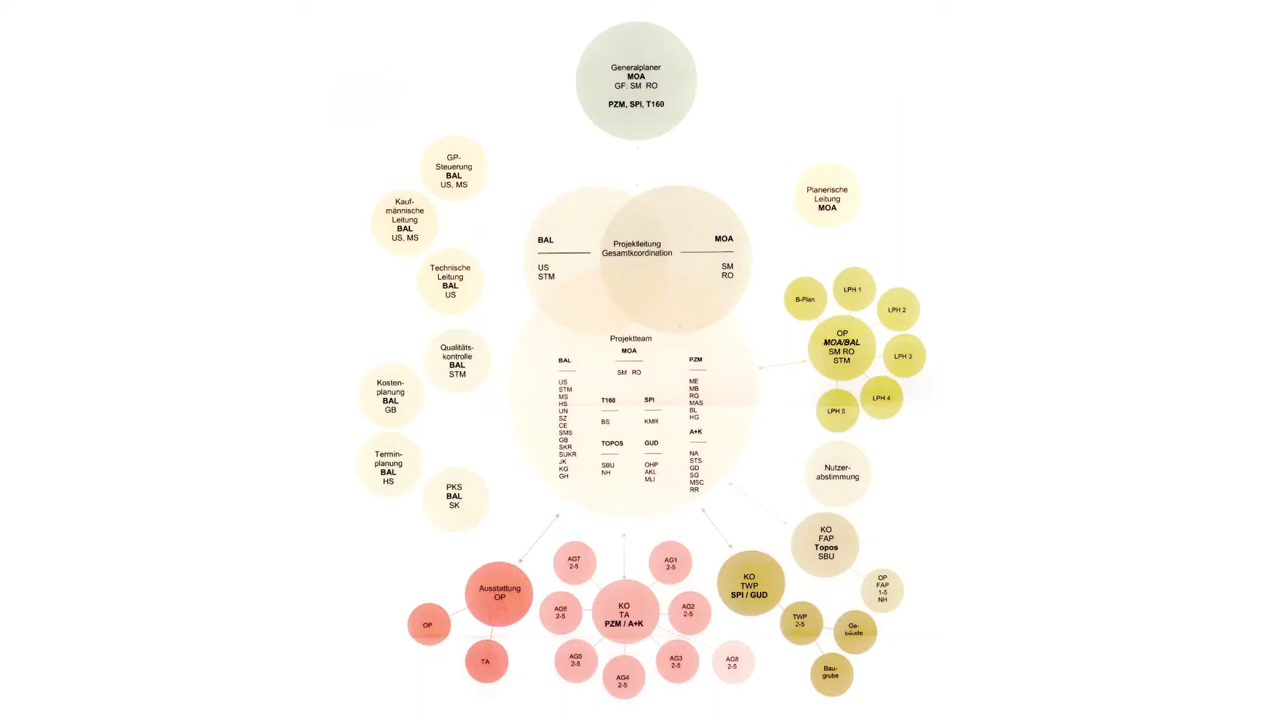 Generalplaner
MOA
GF: SM RO
PZM, SPI, T160
GP-
Steuerung
BAL
US, MS
Kauf-
männische
Leitung
BAL
US, MS
Technische
Leitung
BAL
US
Qualitäts-
kontrolle
BAL
STM
Kosten-
planung
BAL
GB
Termin-
planung
BAL
HS
PKS
BAL
SK
BAL
US
STM
Projektleitung
Gesamtkoordination
MOA
SM
RO
Projektteam
MOA
SM RO
BAL
US
STM
MS
HS
UN
SZ
CE
SMS
GB
SKR
SUKR
JK
KG
GH
T160
BS
TOPOS
SBU
NH
SPI
KMR
GUD
OHP
AKL
MLI
PZM
ME
MB
RG
MAS
BL
HG
A+K
NA
STS
GD
SG
MSC
RR
Planerische
Leitung
MOA
B-Plan
LPH 1
LPH 2
LPH 3
LPH 4
LPH 5
OP
MOA/BAL
SM RO
STM
Nutzer-
abstimmung
KO
FAP
Topos
SBU
OP
FAP
1-5
NH
Ausstattung
OP
OP
TA
KO
TA
PZM / A+K
AG7
2-5
AG1
2-5
AG6
2-5
AG2
2-5
AG5
2-5
AG4
2-5
AG3
2-5
AG8
2-5
KO
TWP
SPI / GUD
TWP
2-5
Ge-
bäude
Bau-
grube